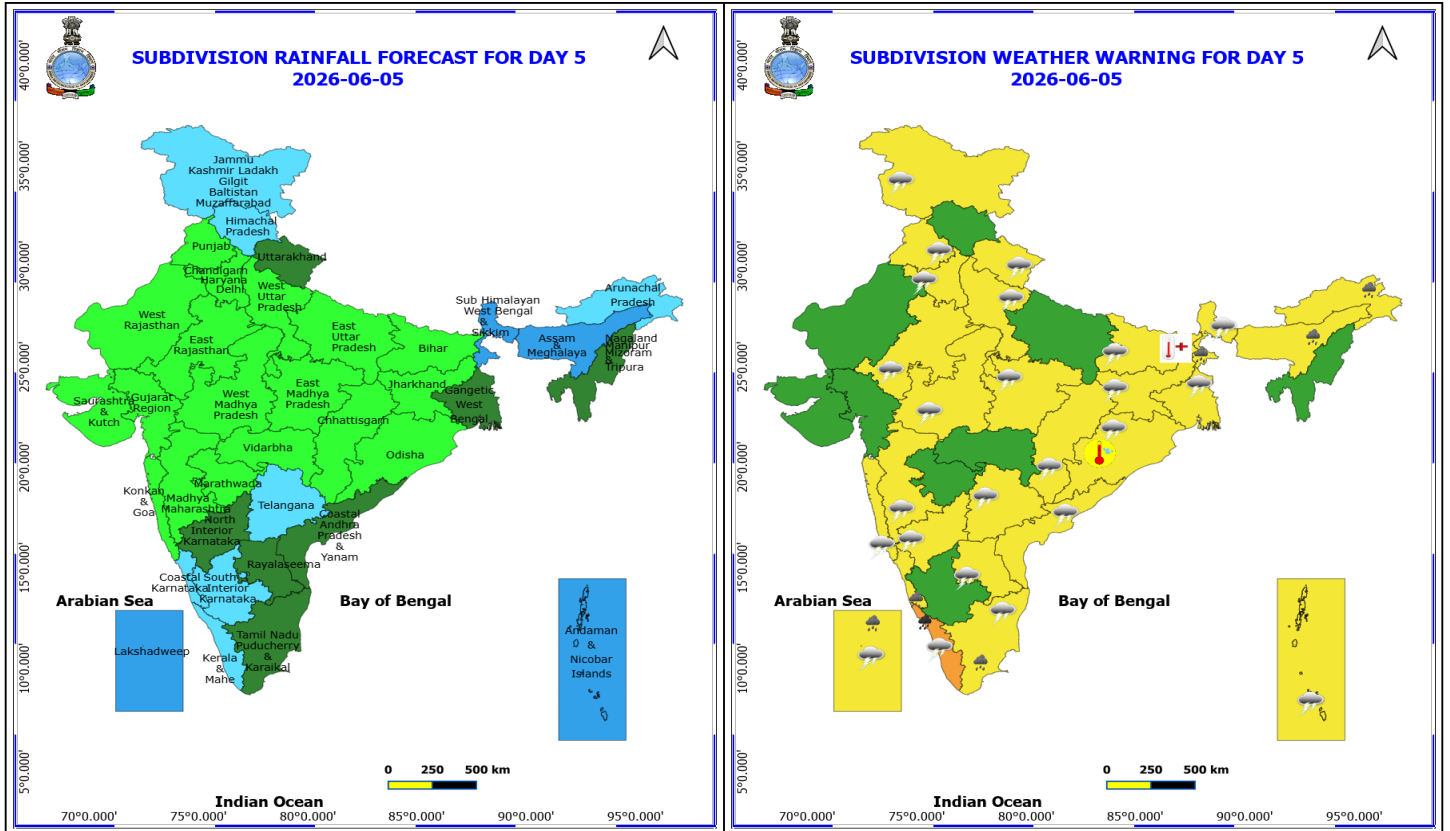 SUBDIVISION RAINFALL FORECAST FOR DAY 5
2026-06-05
40°0.000'
35°0.000'
30°0.000'
25°0.000'
20°0.000'
15°0.000'
10°0.000'
5°0.000'
Jammu
Kashmir Ladakh
Gilgit
Baltistan
Muzaffarabad
Himachal
Pradesh
Punjab
Uttarakhand
Chandigarh
Haryana
Delhi
West
Uttar
Pradesh
Arunachal
Pradesh
Sub Himalayan
West Bengal
&
Sikkim
West
Rajasthan
East
Rajasthan
East
Uttar
Pradesh
Bihar
Assam
&
Meghalaya
Nagaland
Manipur
Mizoram
&
Tripura
Saurashtra
&
Kutch
Gujarat
Region
West
Madhya
Pradesh
East
Madhya
Pradesh
Jharkhand
Gangetic
West
Bengal
Chhattisgarh
Vidarbha
Odisha
Konkan
&
Goa
Madhya
Maharashtra
Marathwada
Telangana
North
Interior
Karnataka
Coastal
Andhra
Pradesh
&
Yanam
Rayalaseema
Coastal
Karnataka
South
Interior
Karnataka
Arabian Sea
Bay of Bengal
Lakshadweep
Kerala
&
Mahe
Tamil Nadu
Puducherry
&
Karaikal
Andaman
&
Nicobar
Islands
0 250 500 km
Indian Ocean
70°0.000' 75°0.000' 80°0.000' 85°0.000' 90°0.000' 95°0.000'
SUBDIVISION WEATHER WARNING FOR DAY 5
2026-06-05
40°0.000'
35°0.000'
30°0.000'
25°0.000'
20°0.000'
15°0.000'
10°0.000'
5°0.000'
Arabian Sea
Bay of Bengal
0 250 500 km
Indian Ocean
70°0.000' 75°0.000' 80°0.000' 85°0.000' 90°0.000' 95°0.000'